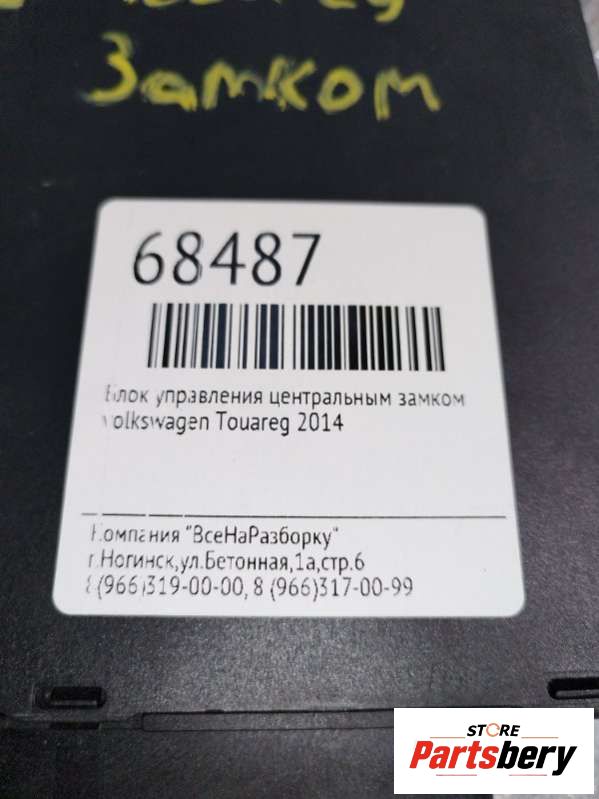 Замком
68487
Блок управления центральным замком
Volkswagen Touareg 2014
Компания "ВсеНаРазборку"
г.Ногинск,ул.Бетонная,1а,стр.6
8 (966)319-00-00, 8 (966)317-00-99
STORE
Partsbery